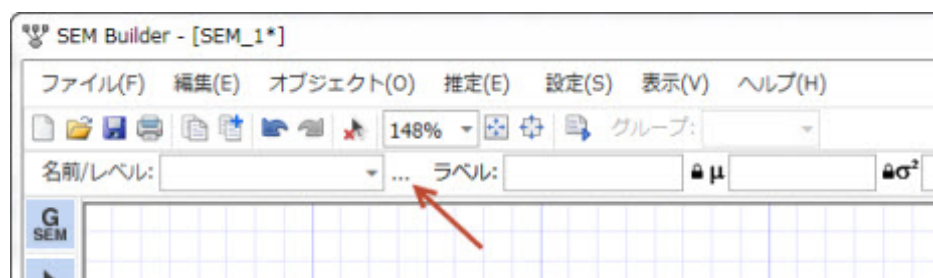 SEM Builder - [SEM_1*]
ファイル(F) 編集(E) オブジェクト(O) 推定(E) 設定(S) 表示(V) ヘルプ(H)
148% グループ:
名前/レベル: ... ラベル: μ σ²
G
SEM